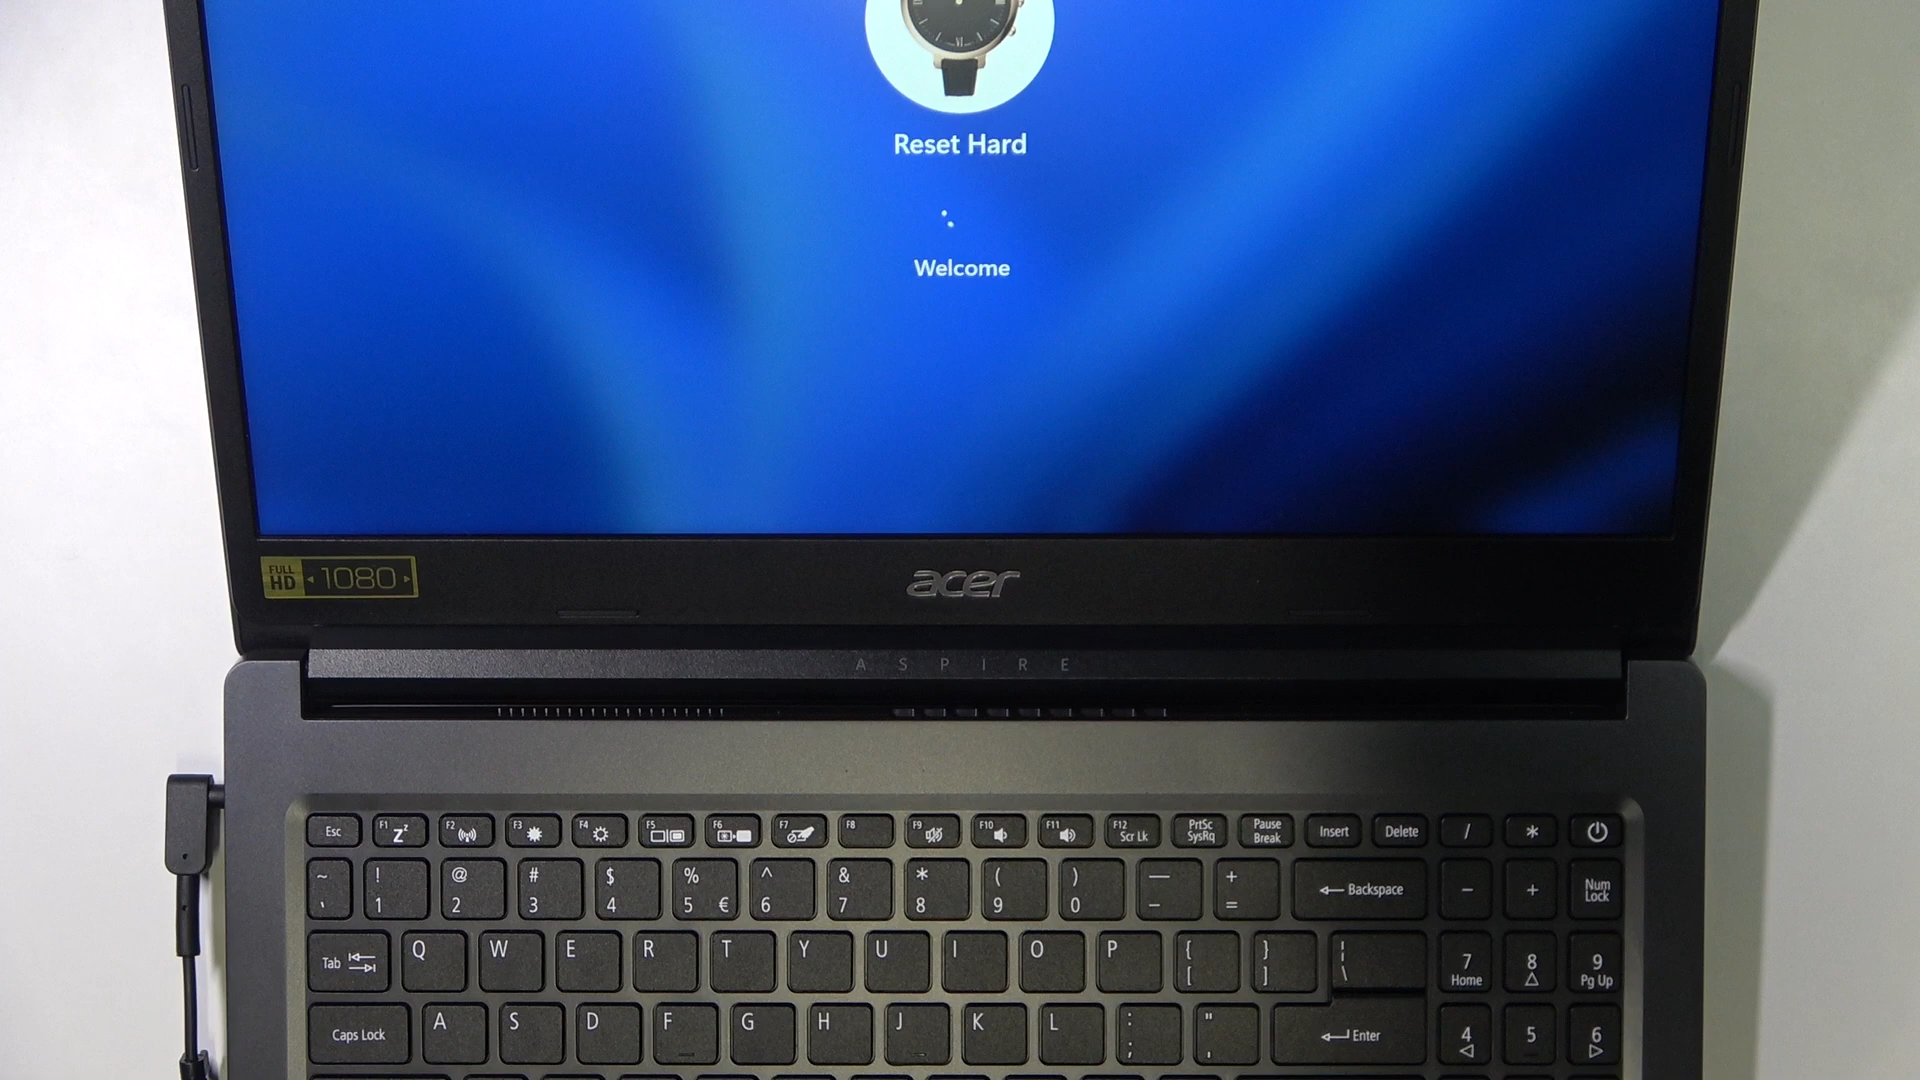 Reset Hard
Welcome
FULL HD 1080
acer
ASPIRE
Esc F1 Zz F2 F3 F4 F5 F6 F7 F8 F9 F10 F11 F12 Scr Lk PrtSc SysRq Pause Break Insert Delete / *
~ ` ! 1 @ 2 # 3 $ 4 % 5 € ^ 6 & 7 * 8 ( 9 ) 0 — - + = Backspace - + Num Lock
Tab Q W E R T Y U I O P { [ } ] ¦ \ 7 Home 8 9 Pg Up
Caps Lock A S D F G H J K L : ; " ' Enter 4 5 6